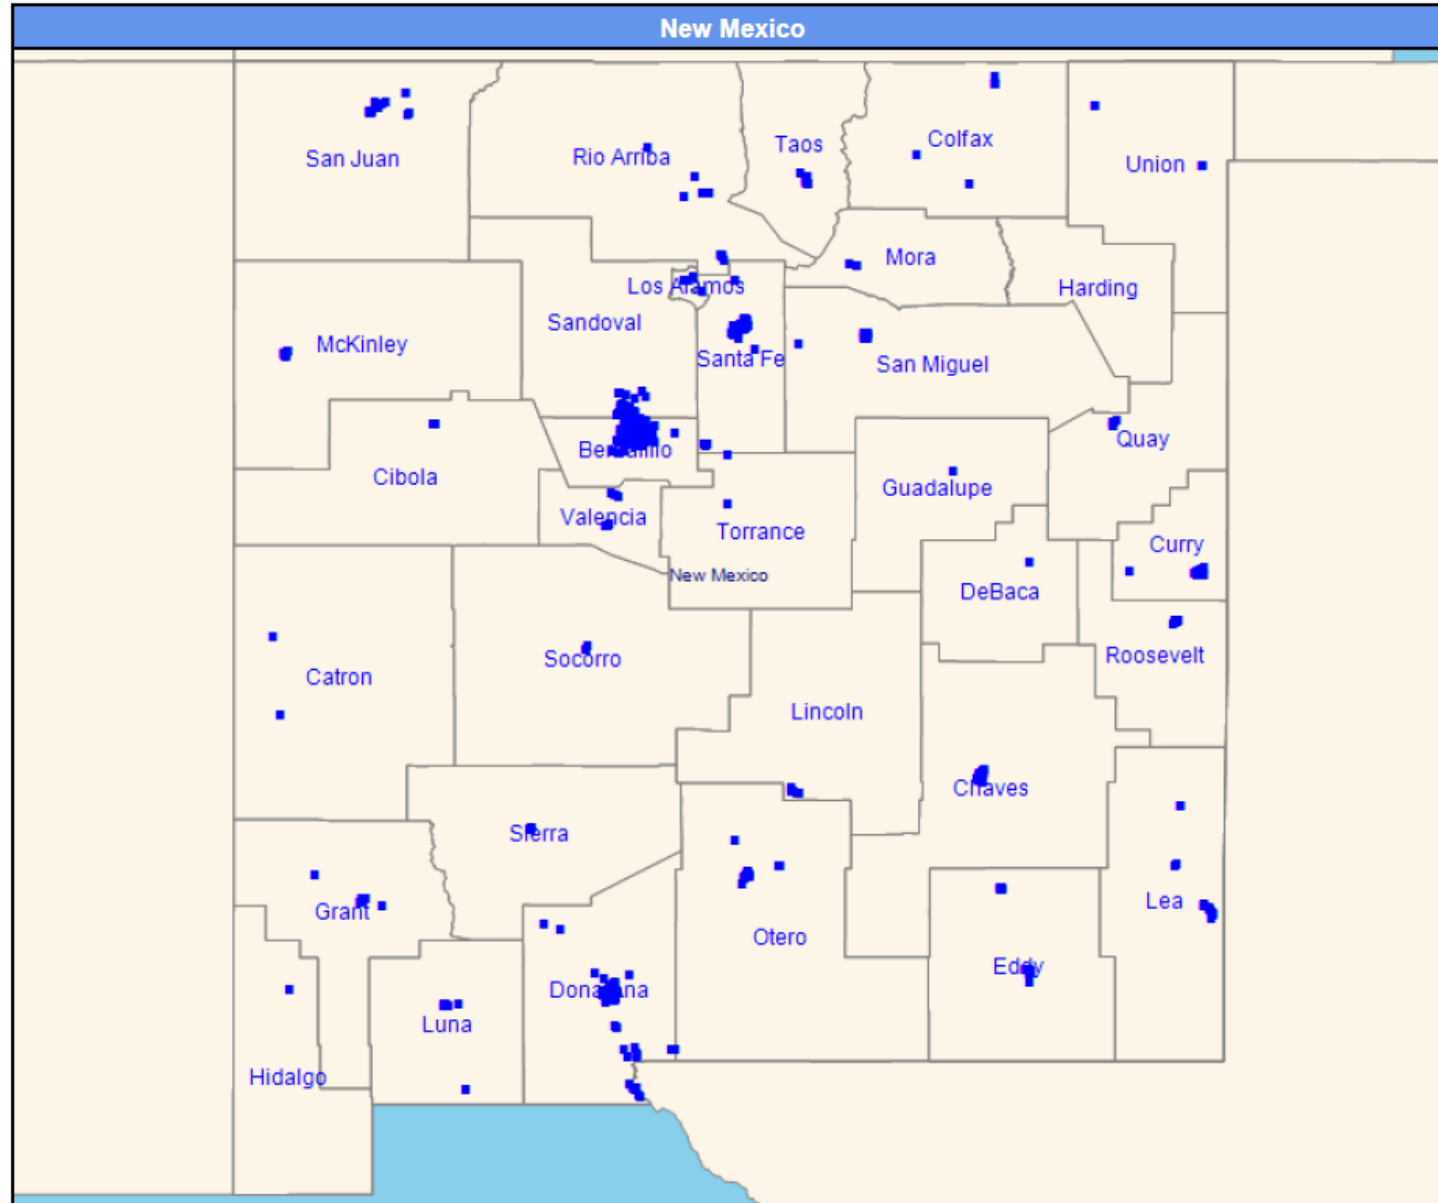 New Mexico
San Juan
Rio Arriba
Taos
Colfax
Union
Mora
Los Alamos
Harding
Sandoval
McKinley
Santa Fe
San Miguel
Quay
Bernalillo
Cibola
Guadalupe
Valencia
Torrance
Curry
New Mexico
DeBaca
Socorro
Roosevelt
Catron
Lincoln
Chaves
Sierra
Grant
Lea
Otero
Eddy
DonaAna
Luna
Hidalgo